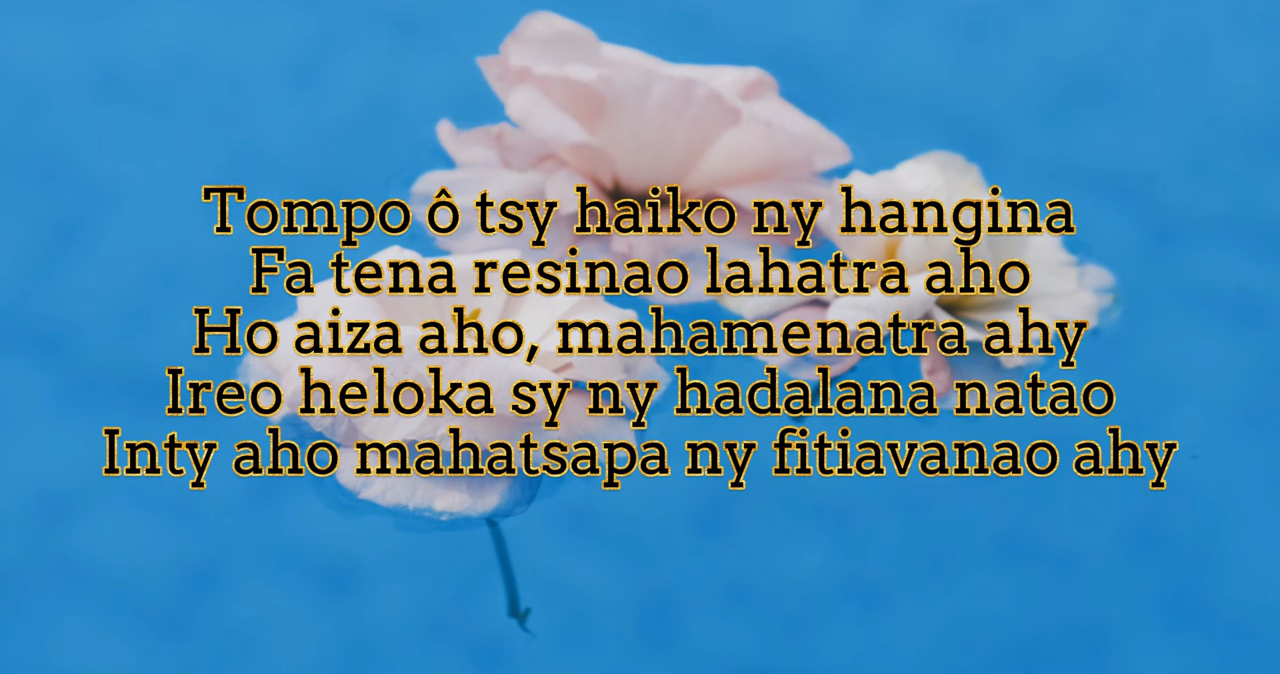 Tompo ô tsy haiko ny hangina
Fa tena resinao lahatra aho
Ho aiza aho, mahamenatra ahy
Ireo heloka sy ny hadalana natao
Inty aho mahatsapa ny fitiavanao ahy